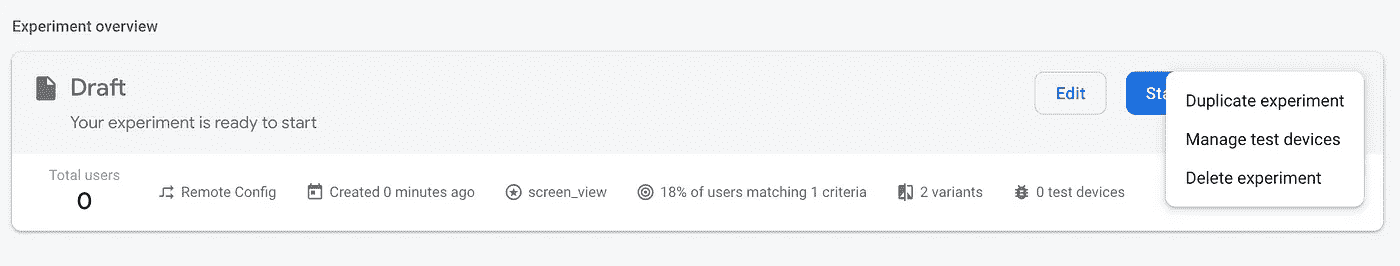 Experiment overview
Draft
Your experiment is ready to start
Edit
Duplicate experiment
Manage test devices
Delete experiment
Total users
0
Remote Config
Created 0 minutes ago
screen_view
18% of users matching 1 criteria
2 variants
0 test devices